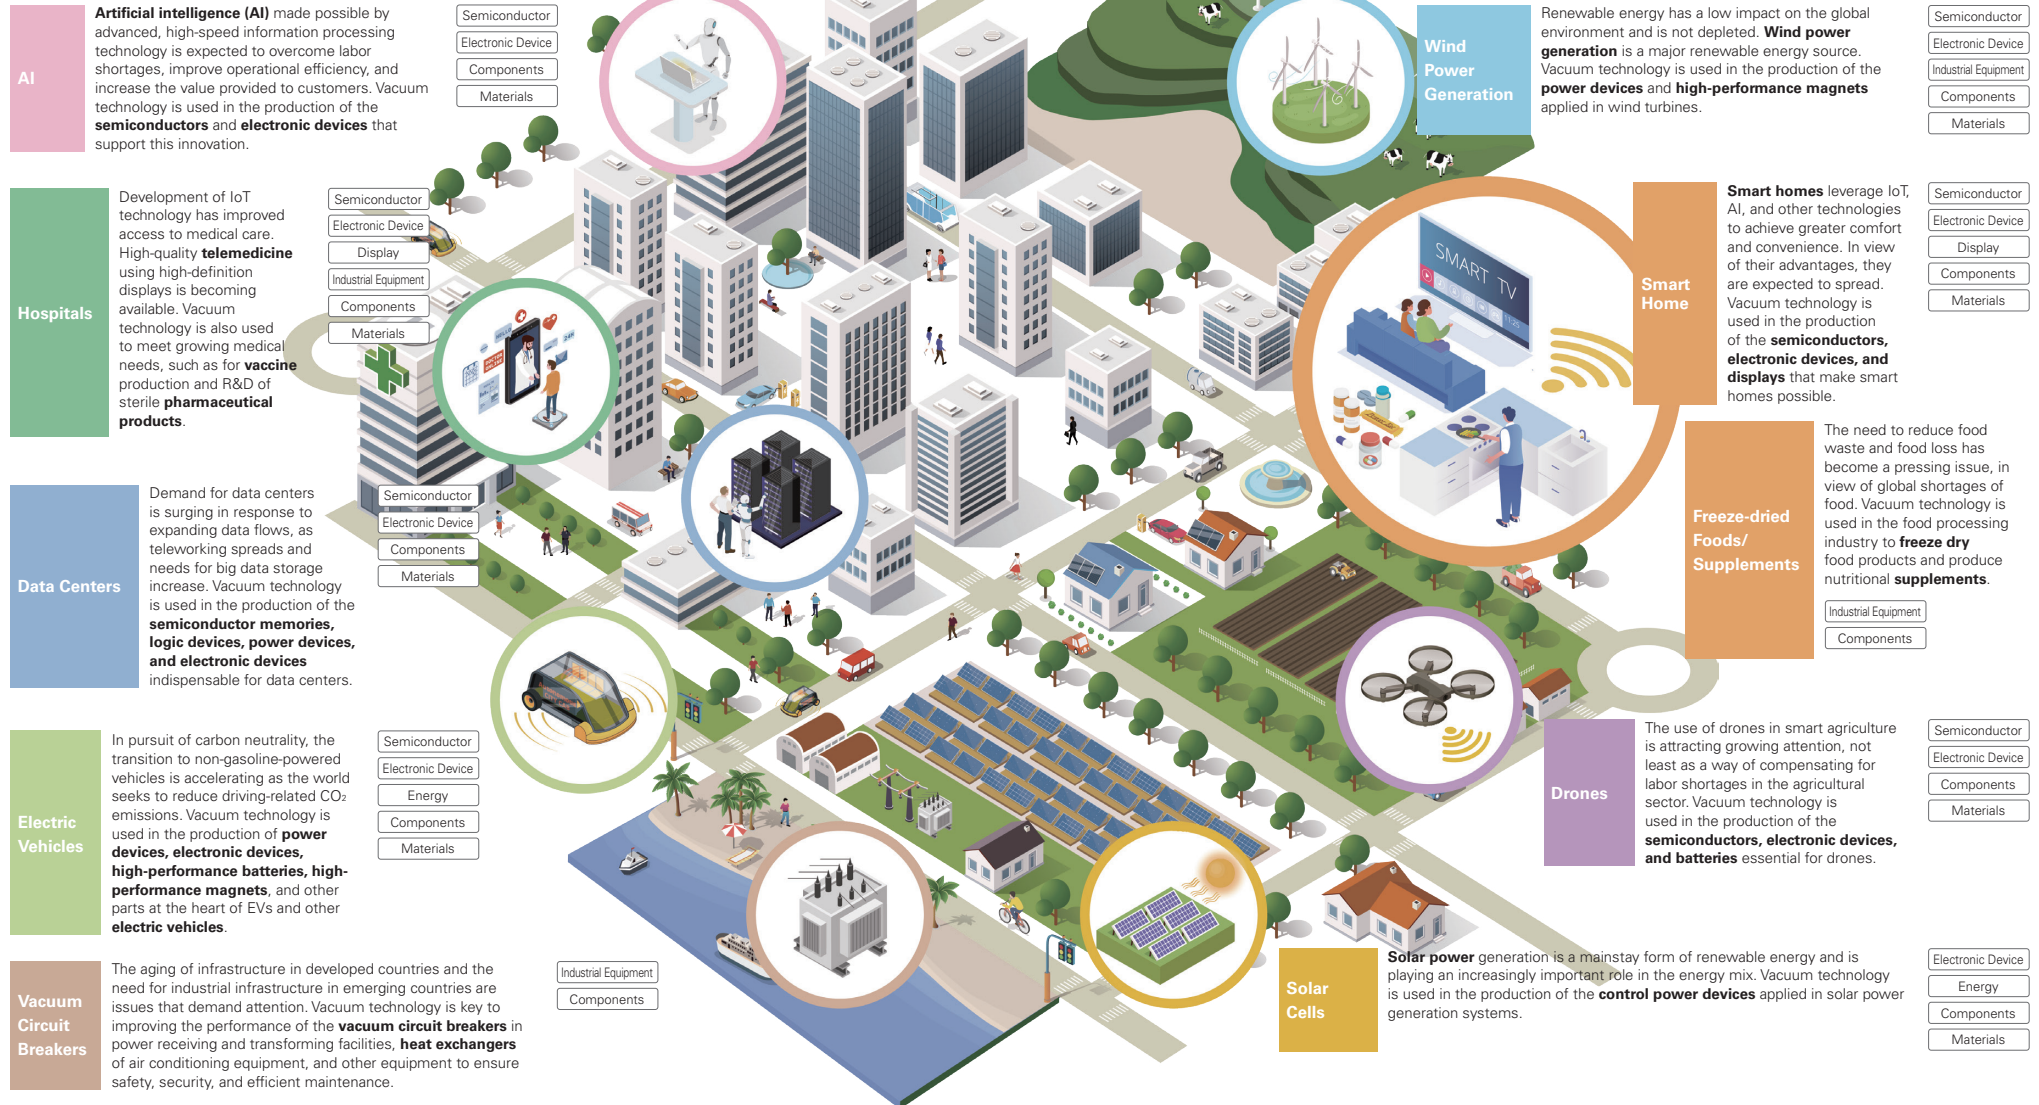 AI
Artificial intelligence (AI) made possible by
advanced, high-speed information processing
technology is expected to overcome labor
shortages, improve operational efficiency, and
increase the value provided to customers. Vacuum
technology is used in the production of the
semiconductors and electronic devices that
support this innovation.
Semiconductor
Electronic Device
Components
Materials
Wind
Power
Generation
Renewable energy has a low impact on the global
environment and is not depleted. Wind power
generation is a major renewable energy source.
Vacuum technology is used in the production of the
power devices and high-performance magnets
applied in wind turbines.
Semiconductor
Electronic Device
Industrial Equipment
Components
Materials
Hospitals
Development of IoT
technology has improved
access to medical care.
High-quality telemedicine
using high-definition
displays is becoming
available. Vacuum
technology is also used
to meet growing medical
needs, such as for vaccine
production and R&D of
sterile pharmaceutical
products.
Semiconductor
Electronic Device
Display
Industrial Equipment
Components
Materials
SMART TV
11:25
Smart
Home
Smart homes leverage IoT,
AI, and other technologies
to achieve greater comfort
and convenience. In view
of their advantages, they
are expected to spread.
Vacuum technology is
used in the production
of the semiconductors,
electronic devices, and
displays that make smart
homes possible.
Semiconductor
Electronic Device
Display
Components
Materials
Data Centers
Demand for data centers
is surging in response to
expanding data flows, as
teleworking spreads and
needs for big data storage
increase. Vacuum technology
is used in the production of the
semiconductor memories,
logic devices, power devices,
and electronic devices
indispensable for data centers.
Semiconductor
Electronic Device
Components
Materials
Freeze-dried
Foods/
Supplements
The need to reduce food
waste and food loss has
become a pressing issue, in
view of global shortages of
food. Vacuum technology is
used in the food processing
industry to freeze dry
food products and produce
nutritional supplements.
Industrial Equipment
Components
Electric
Vehicles
In pursuit of carbon neutrality, the
transition to non-gasoline-powered
vehicles is accelerating as the world
seeks to reduce driving-related CO₂
emissions. Vacuum technology is
used in the production of power
devices, electronic devices,
high-performance batteries, high-
performance magnets, and other
parts at the heart of EVs and other
electric vehicles.
Semiconductor
Electronic Device
Energy
Components
Materials
Drones
The use of drones in smart agriculture
is attracting growing attention, not
least as a way of compensating for
labor shortages in the agricultural
sector. Vacuum technology is
used in the production of the
semiconductors, electronic devices,
and batteries essential for drones.
Semiconductor
Electronic Device
Components
Materials
Vacuum
Circuit
Breakers
The aging of infrastructure in developed countries and the
need for industrial infrastructure in emerging countries are
issues that demand attention. Vacuum technology is key to
improving the performance of the vacuum circuit breakers in
power receiving and transforming facilities, heat exchangers
of air conditioning equipment, and other equipment to ensure
safety, security, and efficient maintenance.
Industrial Equipment
Components
Solar
Cells
Solar power generation is a mainstay form of renewable energy and is
playing an increasingly important role in the energy mix. Vacuum technology
is used in the production of the control power devices applied in solar power
generation systems.
Electronic Device
Energy
Components
Materials